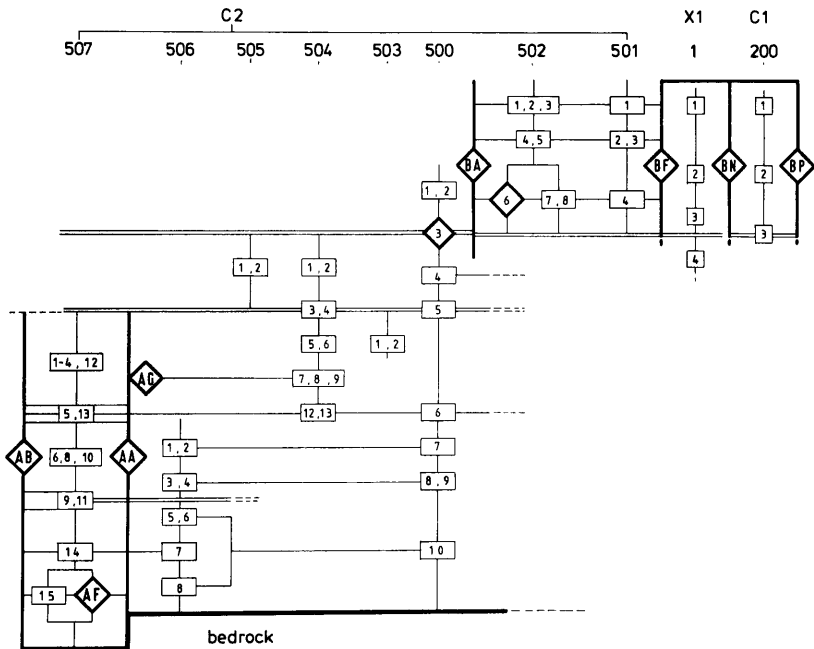 C2 X1 C1
507 506 505 504 503 500 502 501 1 200
1,2,3 1 1 1
4,5 2,3
BA BF 2 BN 2 BP
1,2 6 7,8 4
3
3 3
1,2 1,2 4 4
3,4 5
5,6 1,2
1-4,12 AG 7,8,9
5,13 12,13 6
AB 6,8,10 AA 1,2 7
3,4 8,9
9,11
5,6
14 7 10
15 AF 8
bedrock